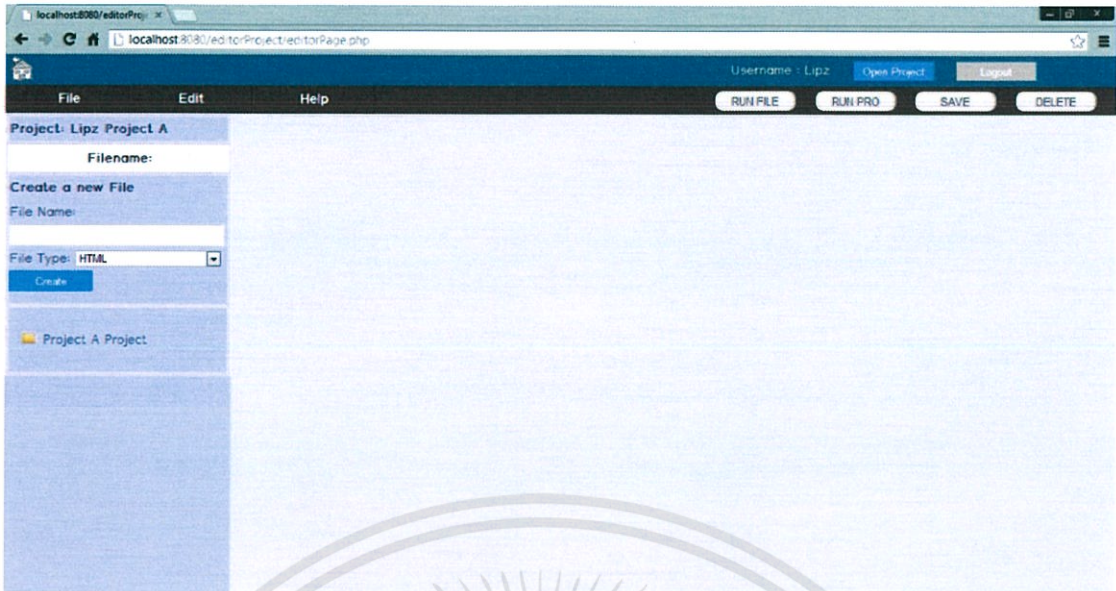 localhost:8080/editorProj
localhost:8080/editorProject/editorPage.php
Username : Lipz Open Project Logout
File Edit Help RUN FILE RUN PRO SAVE DELETE
Project: Lipz Project A
Filename:
Create a new File
File Name:
File Type: HTML
Create
Project A Project